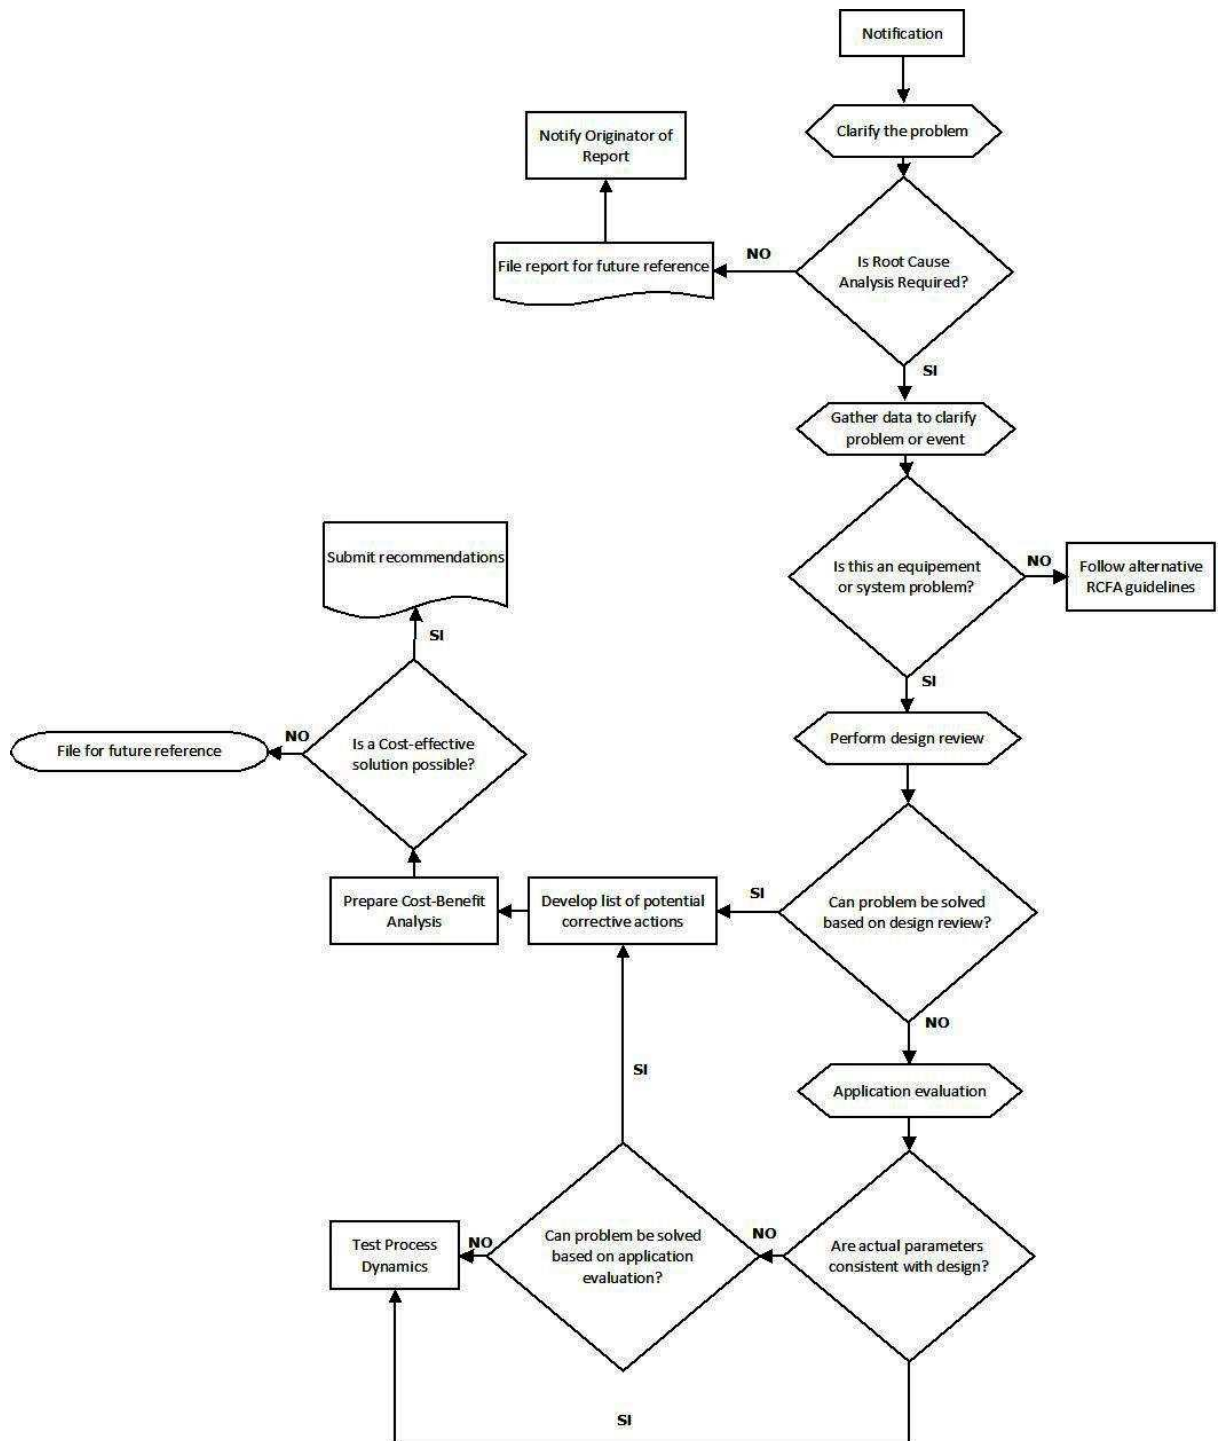 Notification
Clarify the problem
Notify Originator of
Report
Is Root Cause
Analysis Required?
NO
File report for future reference
SI
Gather data to clarify
problem or event
Is this an equipement
or system problem?
NO
Follow alternative
RCFA guidelines
SI
Submit recommendations
SI
Perform design review
Is a Cost-effective
solution possible?
NO
File for future reference
Can problem be solved
based on design review?
SI
Develop list of potential
corrective actions
Prepare Cost-Benefit
Analysis
NO
Application evaluation
SI
Are actual parameters
consistent with design?
NO
Can problem be solved
based on application
evaluation?
NO
Test Process
Dynamics
SI